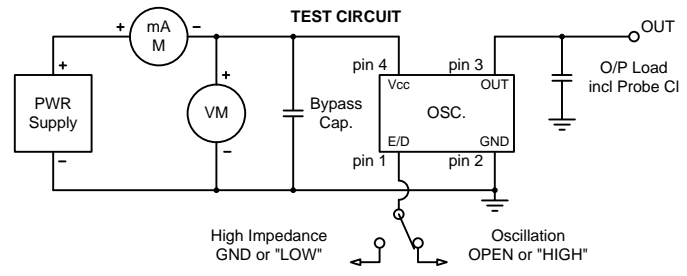 TEST CIRCUIT
+ mA M -
OUT
pin 4 pin 3
+ + Vcc OUT
O/P Load
incl Probe Cl
PWR
Supply
VM
Bypass
Cap.
OSC.
- - E/D GND
pin 1 pin 2
High Impedance
GND or "LOW"
Oscillation
OPEN or "HIGH"